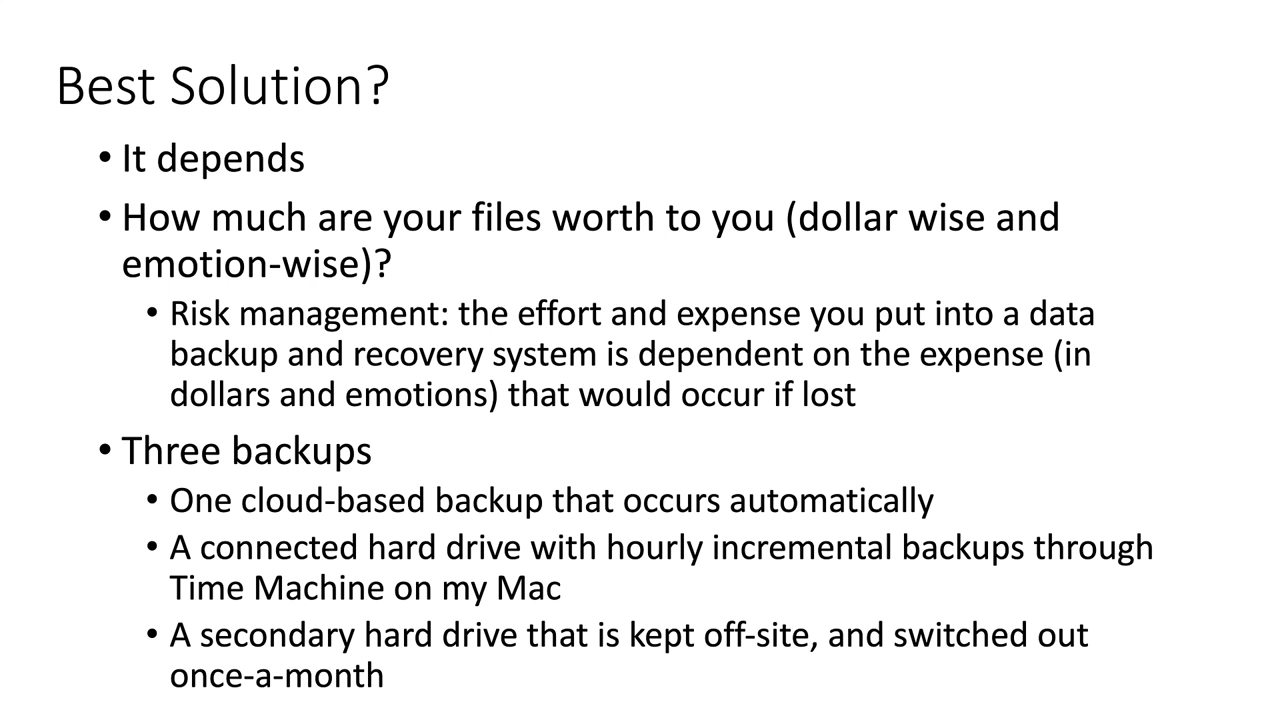 Best Solution?
• It depends
• How much are your files worth to you (dollar wise and
emotion-wise)?
• Risk management: the effort and expense you put into a data
backup and recovery system is dependent on the expense (in
dollars and emotions) that would occur if lost
• Three backups
• One cloud-based backup that occurs automatically
• A connected hard drive with hourly incremental backups through
Time Machine on my Mac
• A secondary hard drive that is kept off-site, and switched out
once-a-month